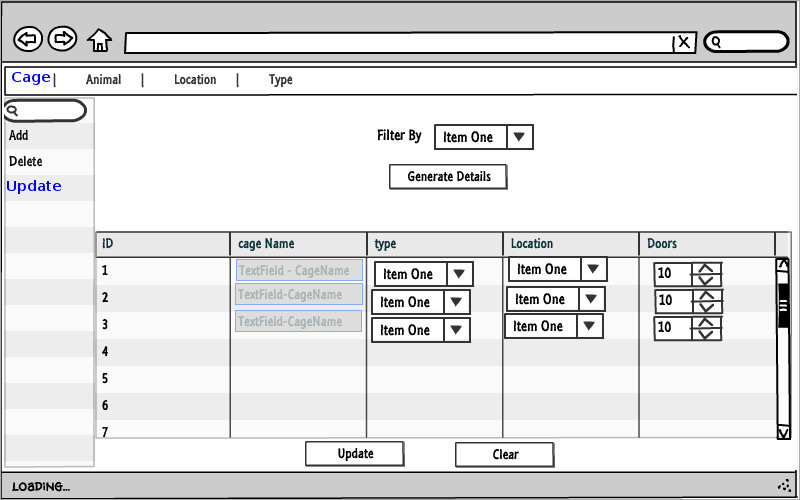 X
Cage | Animal | Location | Type
Add
Delete
Update
Filter By Item One
Generate Details
ID cage Name type Location Doors
1 TextField - CageName Item One Item One 10
2 TextField-CageName Item One Item One 10
3 TextField-CageName Item One Item One 10
4
5
6
7
Update Clear
LOADING...